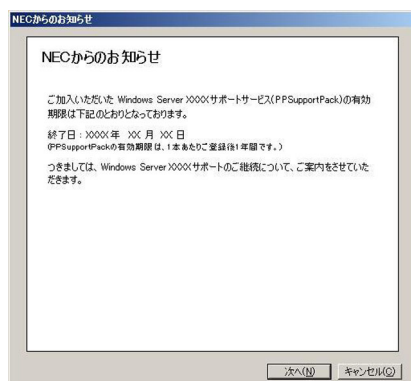 NECからのお知らせ
NECからのお知らせ
ご加入いただいた Windows Server XXXXサポートサービス(PPSupportPack)の有効
期限は下記のとおりとなっております。
終了日：XXXX年 XX 月 XX 日
(PPSupportPackの有効期限は、1本あたりご登録後1年間です。)
つきましては、Windows Server XXXXサポートのご継続について、ご案内をさせていた
だきます。
次へ(N) キャンセル(C)